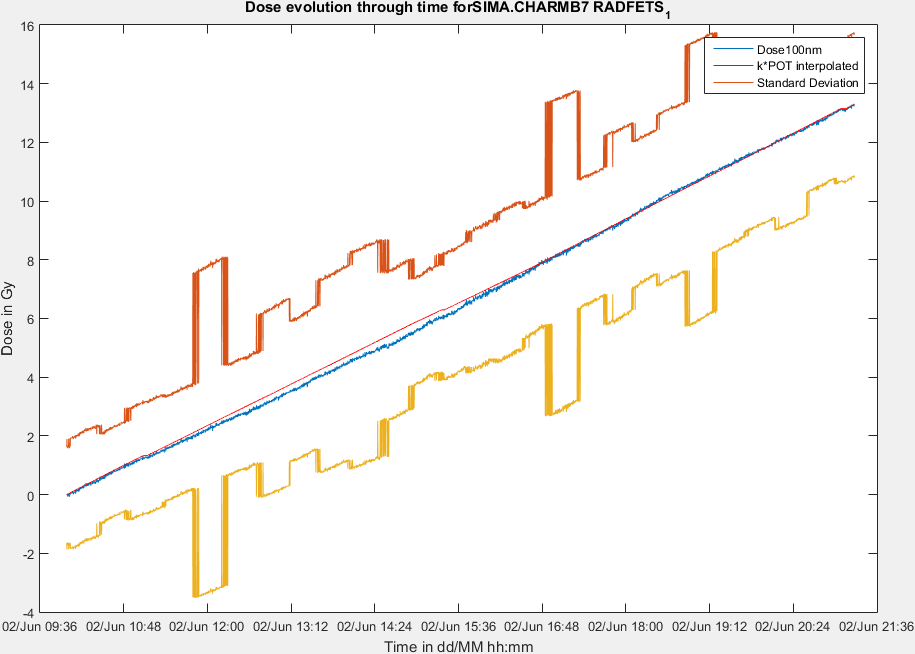 Dose evolution through time forSIMA.CHARMB7 RADFETS1
Dose100nm
k*POT interpolated
Standard Deviation
16
14
12
10
8
6
4
2
0
-2
-4
Dose in Gy
02/Jun 09:36 02/Jun 10:48 02/Jun 12:00 02/Jun 13:12 02/Jun 14:24 02/Jun 15:36 02/Jun 16:48 02/Jun 18:00 02/Jun 19:12 02/Jun 20:24 02/Jun 21:36
Time in dd/MM hh:mm